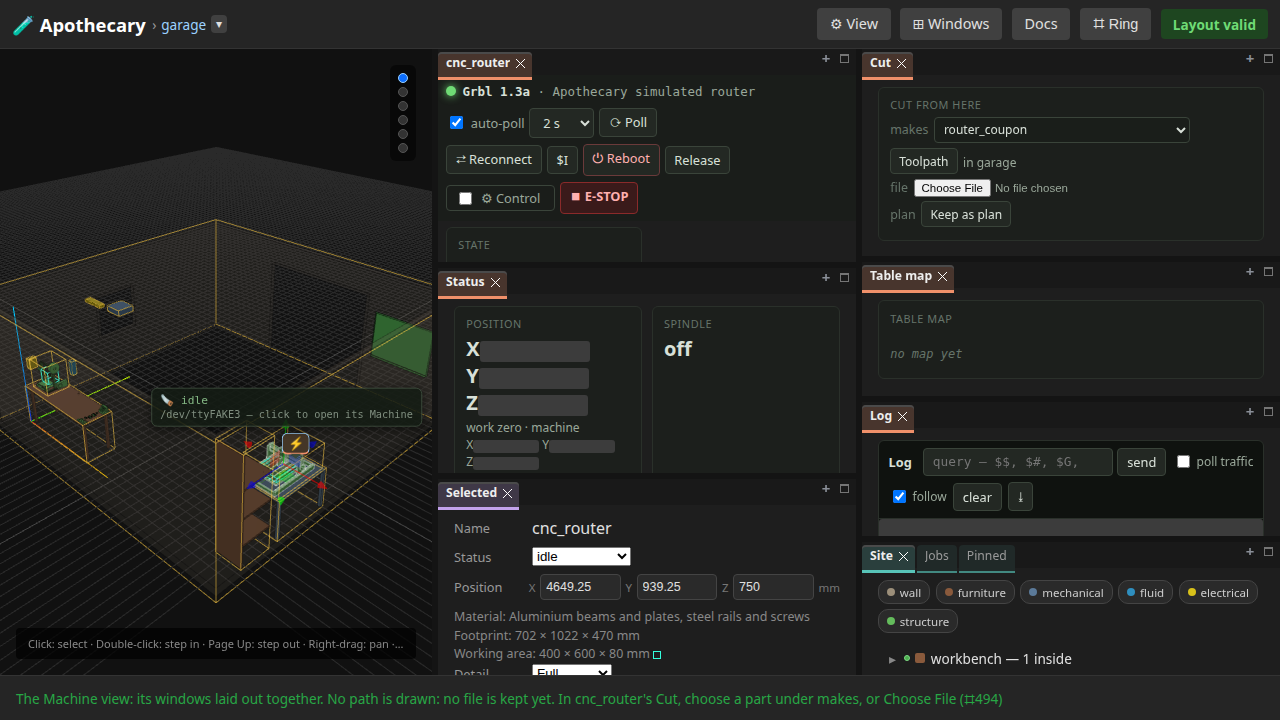 Apothecary › garage ▾
⚙ View
⊞ Windows
Docs
⌗ Ring
Layout valid
idle
/dev/ttyFAKE3 — click to open its Machine
Click: select · Double-click: step in · Page Up: step out · Right-drag: pan ·...
cnc_router
Grbl 1.3a · Apothecary simulated router
auto-poll 2 s ⟳ Poll
⇄ Reconnect $I ⏻ Reboot Release
⚙ Control ■ E-STOP
STATE
Status
POSITION
X
Y
Z
work zero · machine
X Y
Z
SPINDLE
off
Selected
Name cnc_router
Status idle
Position X 4649.25 Y 939.25 Z 750 mm
Material: Aluminium beams and plates, steel rails and screws
Footprint: 702 × 1022 × 470 mm
Working area: 400 × 600 × 80 mm
Detail Full
Cut
CUT FROM HERE
makes router_coupon
Toolpath in garage
file Choose File No file chosen
plan Keep as plan
Table map
TABLE MAP
no map yet
Log
Log query — $$, $#, $G, send poll traffic
follow clear ⤓
Site Jobs Pinned
wall furniture mechanical fluid electrical
structure
▸ workbench — 1 inside
The Machine view: its windows laid out together. No path is drawn: no file is kept yet. In cnc_router's Cut, choose a part under makes, or Choose File (⌗494)